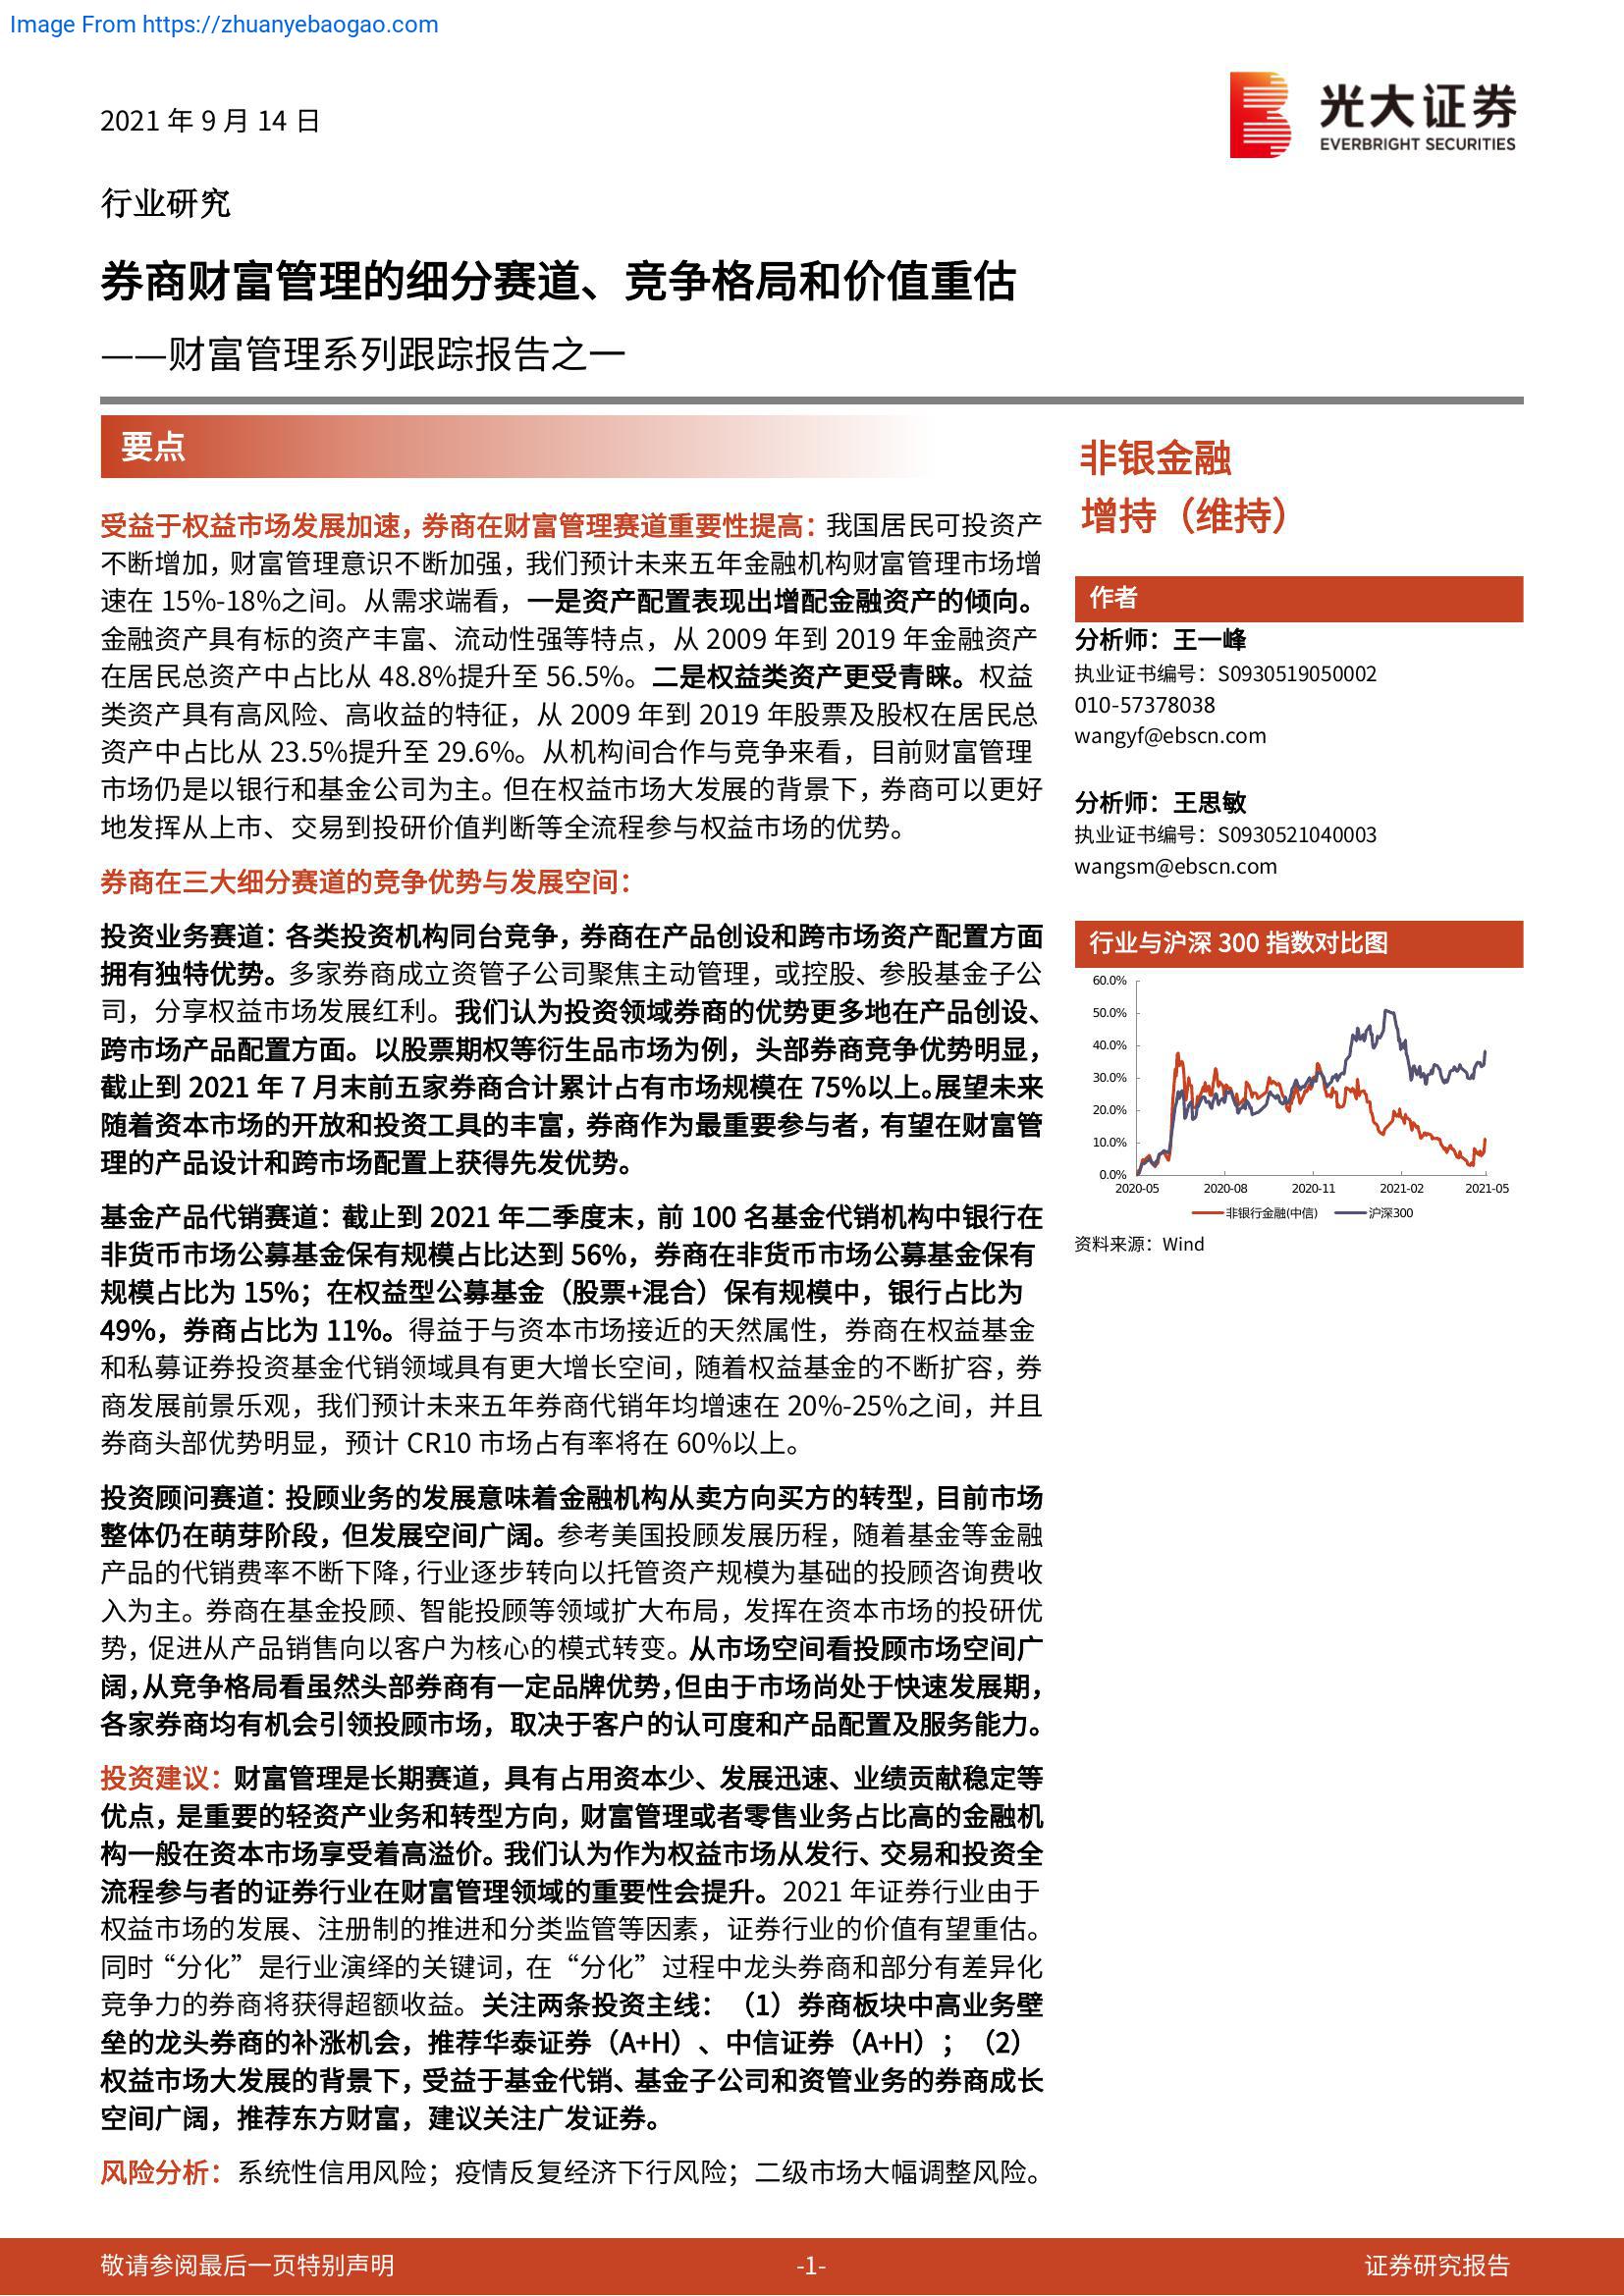 Image From https://zhuanyebaogao.com
2021 年 9 月 14 日
光大证券
EVERBRIGHT SECURITIES
行业研究
券商财富管理的细分赛道、竞争格局和价值重估
——财富管理系列跟踪报告之一
要点
受益于权益市场发展加速，券商在财富管理赛道重要性提高：我国居民可投资产
不断增加，财富管理意识不断加强，我们预计未来五年金融机构财富管理市场增
速在 15%-18%之间。从需求端看，一是资产配置表现出增配金融资产的倾向。
金融资产具有标的资产丰富、流动性强等特点，从 2009 年到 2019 年金融资产
在居民总资产中占比从 48.8%提升至 56.5%。二是权益类资产更受青睐。权益
类资产具有高风险、高收益的特征，从 2009 年到 2019 年股票及股权在居民总
资产中占比从 23.5%提升至 29.6%。从机构间合作与竞争来看，目前财富管理
市场仍是以银行和基金公司为主。但在权益市场大发展的背景下，券商可以更好
地发挥从上市、交易到投研价值判断等全流程参与权益市场的优势。
券商在三大细分赛道的竞争优势与发展空间：
投资业务赛道：各类投资机构同台竞争，券商在产品创设和跨市场资产配置方面
拥有独特优势。多家券商成立资管子公司聚焦主动管理，或控股、参股基金子公
司，分享权益市场发展红利。我们认为投资领域券商的优势更多地在产品创设、
跨市场产品配置方面。以股票期权等衍生品市场为例，头部券商竞争优势明显，
截止到 2021 年 7 月末前五家券商合计累计占有市场规模在 75%以上。展望未来
随着资本市场的开放和投资工具的丰富，券商作为最重要参与者，有望在财富管
理的产品设计和跨市场配置上获得先发优势。
基金产品代销赛道：截止到 2021 年二季度末，前 100 名基金代销机构中银行在
非货币市场公募基金保有规模占比达到 56%，券商在非货币市场公募基金保有
规模占比为 15%；在权益型公募基金（股票+混合）保有规模中，银行占比为
49%，券商占比为 11%。得益于与资本市场接近的天然属性，券商在权益基金
和私募证券投资基金代销领域具有更大增长空间，随着权益基金的不断扩容，券
商发展前景乐观，我们预计未来五年券商代销年均增速在 20%-25%之间，并且
券商头部优势明显，预计 CR10 市场占有率将在 60%以上。
投资顾问赛道：投顾业务的发展意味着金融机构从卖方向买方的转型，目前市场
整体仍在萌芽阶段，但发展空间广阔。参考美国投顾发展历程，随着基金等金融
产品的代销费率不断下降，行业逐步转向以托管资产规模为基础的投顾咨询费收
入为主。券商在基金投顾、智能投顾等领域扩大布局，发挥在资本市场的投研优
势，促进从产品销售向以客户为核心的模式转变。从市场空间看投顾市场空间广
阔，从竞争格局看虽然头部券商有一定品牌优势，但由于市场尚处于快速发展期，
各家券商均有机会引领投顾市场，取决于客户的认可度和产品配置及服务能力。
投资建议：财富管理是长期赛道，具有占用资本少、发展迅速、业绩贡献稳定等
优点，是重要的轻资产业务和转型方向，财富管理或者零售业务占比高的金融机
构一般在资本市场享受着高溢价。我们认为作为权益市场从发行、交易和投资全
流程参与者的证券行业在财富管理领域的重要性会提升。2021 年证券行业由于
权益市场的发展、注册制的推进和分类监管等因素，证券行业的价值有望重估。
同时“分化”是行业演绎的关键词，在“分化”过程中龙头券商和部分有差异化
竞争力的券商将获得超额收益。关注两条投资主线：（1）券商板块中高业务壁
垒的龙头券商的补涨机会，推荐华泰证券（A+H）、中信证券（A+H）；（2）
权益市场大发展的背景下，受益于基金代销、基金子公司和资管业务的券商成长
空间广阔，推荐东方财富，建议关注广发证券。
风险分析：系统性信用风险；疫情反复经济下行风险；二级市场大幅调整风险。
非银金融
增持（维持）
作者
分析师：王一峰
执业证书编号：S0930519050002
010-57378038
wangyf@ebscn.com
分析师：王思敏
执业证书编号：S0930521040003
wangsm@ebscn.com
行业与沪深 300 指数对比图
60.0%
50.0%
40.0%
30.0%
20.0%
10.0%
0.0%
2020-05 2020-08 2020-11 2021-02 2021-05
非银行金融(中信) 沪深300
资料来源：Wind
敬请参阅最后一页特别声明 -1- 证券研究报告